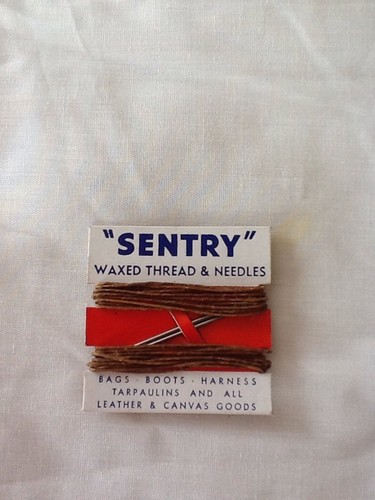 "SENTRY"
WAXED THREAD & NEEDLES
BAGS · BOOTS · HARNESS
TARPAULINS AND ALL
LEATHER & CANVAS GOODS